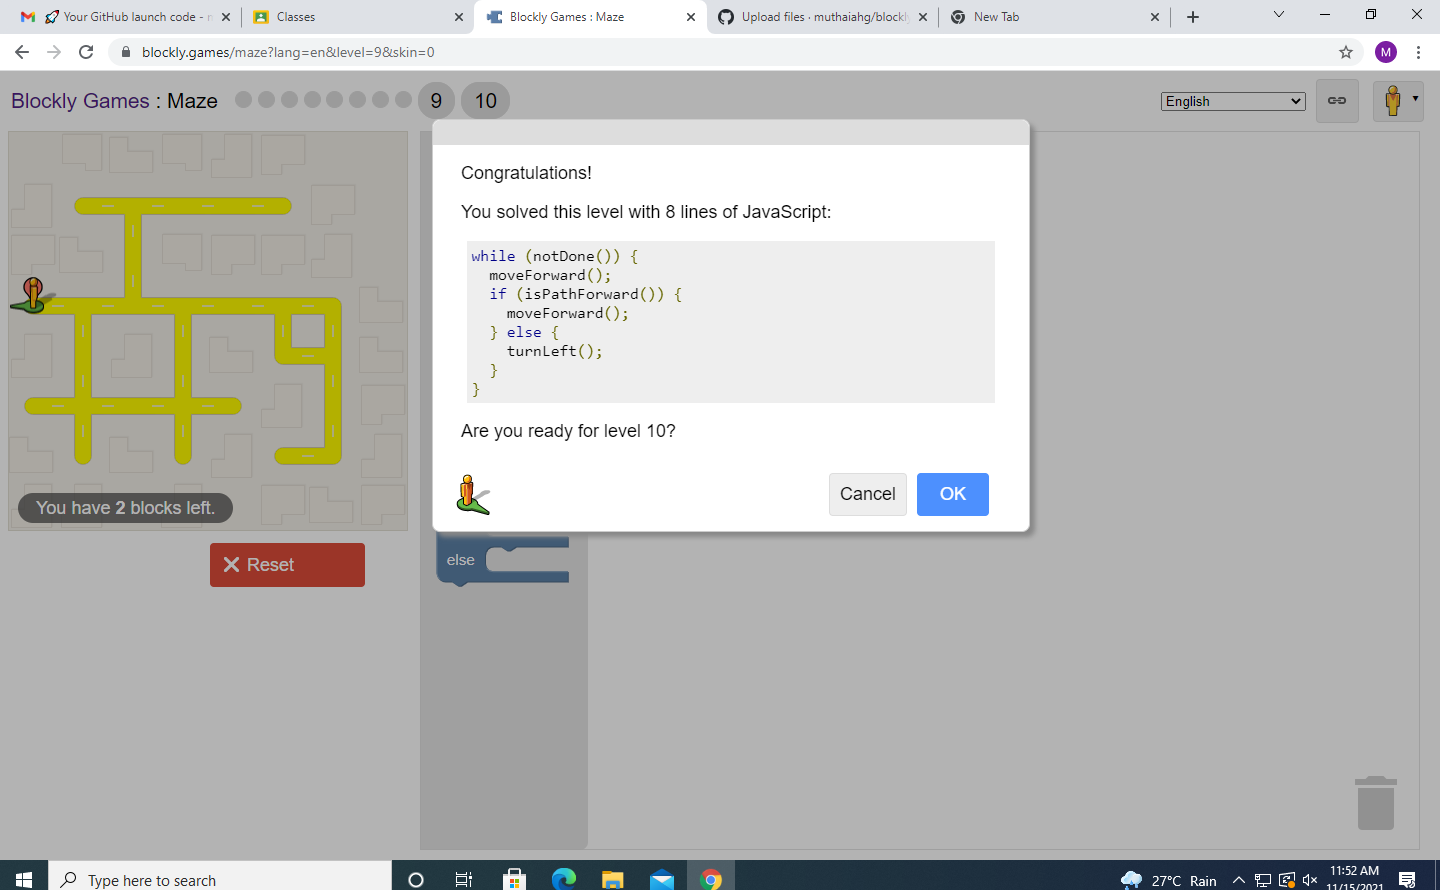 Your GitHub launch code - 
Classes
Blockly Games : Maze
Upload files · muthaiahg/blockl
New Tab
blockly.games/maze?lang=en&level=9&skin=0
M
Blockly Games : Maze
9
10
English
Congratulations!
You solved this level with 8 lines of JavaScript:
while (notDone()) {
  moveForward();
  if (isPathForward()) {
    moveForward();
  } else {
    turnLeft();
  }
}
Are you ready for level 10?
Cancel
OK
You have 2 blocks left.
Reset
else
Type here to search
27°C Rain
11:52 AM
11/15/2021